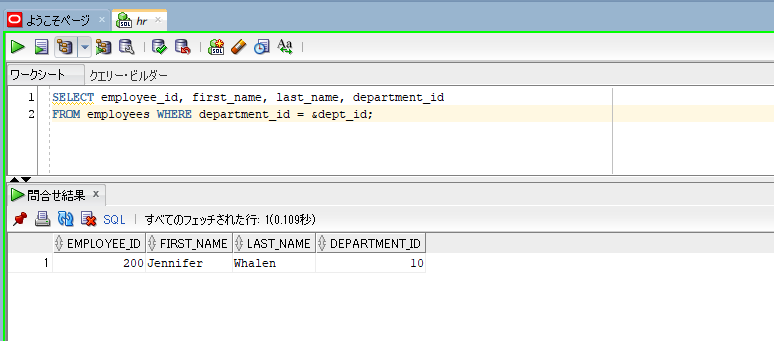 ようこそページ
hr
SQL
Aa
ワークシート
クエリー・ビルダー
1 SELECT employee_id, first_name, last_name, department_id
2 FROM employees WHERE department_id = &dept_id;
問合せ結果 x
SQL | すべてのフェッチされた行: 1(0.109秒)
EMPLOYEE_ID FIRST_NAME LAST_NAME DEPARTMENT_ID
1 200 Jennifer Whalen 10